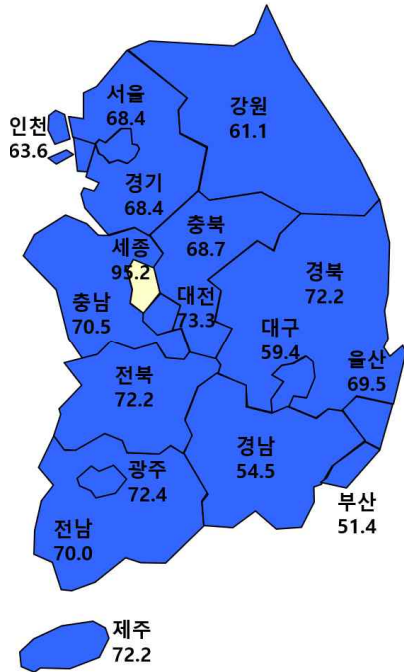 서울
68.4
강원
61.1
인천
63.6
경기
68.4
충북
68.7
세종
95.2
경북
72.2
대전
73.3
충남
70.5
대구
59.4
울산
69.5
전북
72.2
경남
54.5
광주
72.4
부산
51.4
전남
70.0
제주
72.2